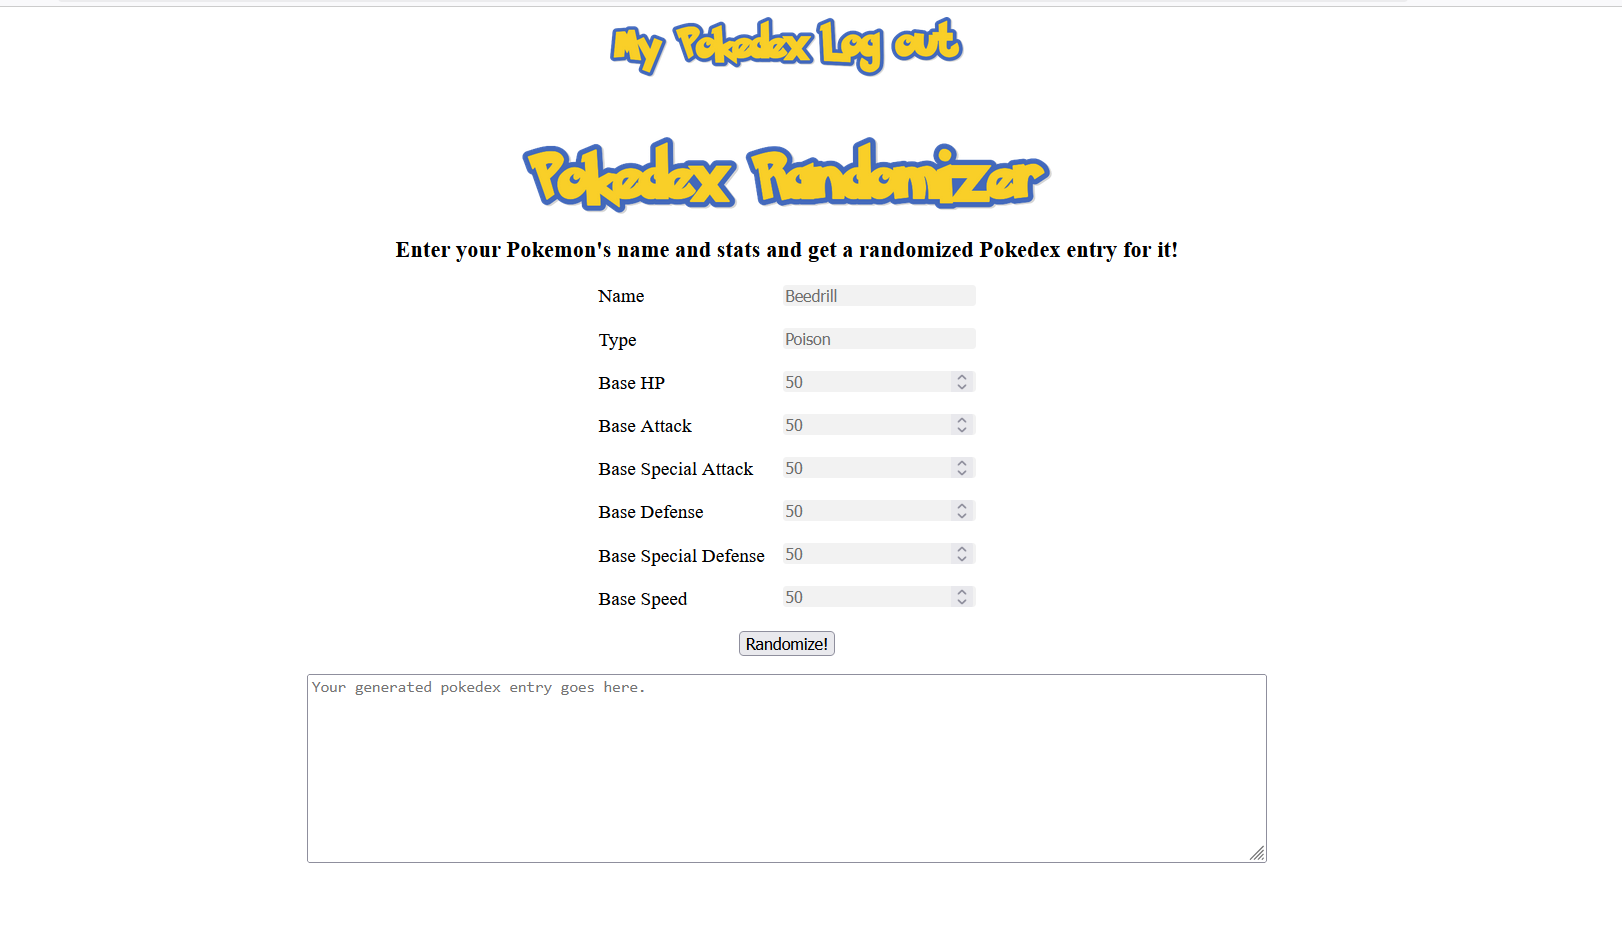 My Pokedex Log out
Pokedex Randomizer
Enter your Pokemon's name and stats and get a randomized Pokedex entry for it!
Name Beedrill
Type Poison
Base HP 50
Base Attack 50
Base Special Attack 50
Base Defense 50
Base Special Defense 50
Base Speed 50
Randomize!
Your generated pokedex entry goes here.